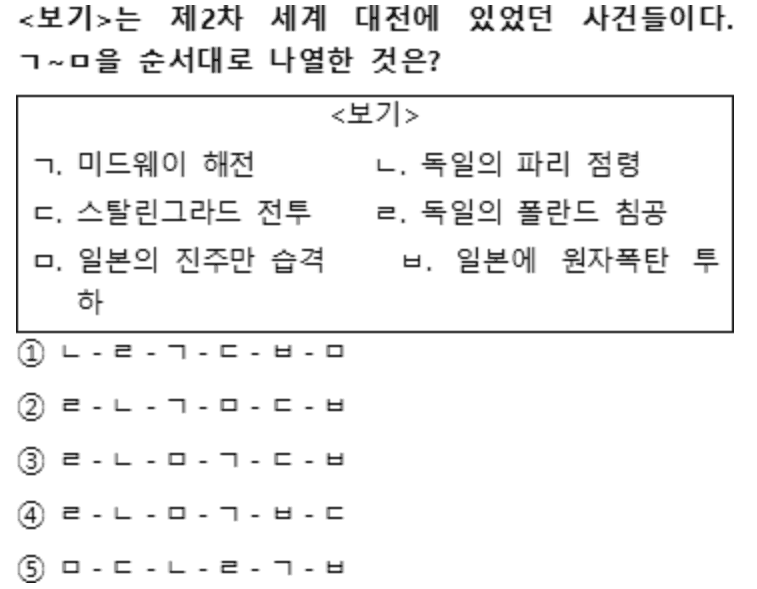 <보기>는 제2차 세계 대전에 있었던 사건들이다.
ㄱ~ㅁ을 순서대로 나열한 것은?
<보기>
ㄱ. 미드웨이 해전 ㄴ. 독일의 파리 점령
ㄷ. 스탈린그라드 전투 ㄹ. 독일의 폴란드 침공
ㅁ. 일본의 진주만 습격 ㅂ. 일본에 원자폭탄 투
하
① ㄴ - ㄹ - ㄱ - ㄷ - ㅂ - ㅁ
② ㄹ - ㄴ - ㄱ - ㅁ - ㄷ - ㅂ
③ ㄹ - ㄴ - ㅁ - ㄱ - ㄷ - ㅂ
④ ㄹ - ㄴ - ㅁ - ㄱ - ㅂ - ㄷ
⑤ ㅁ - ㄷ - ㄴ - ㄹ - ㄱ - ㅂ